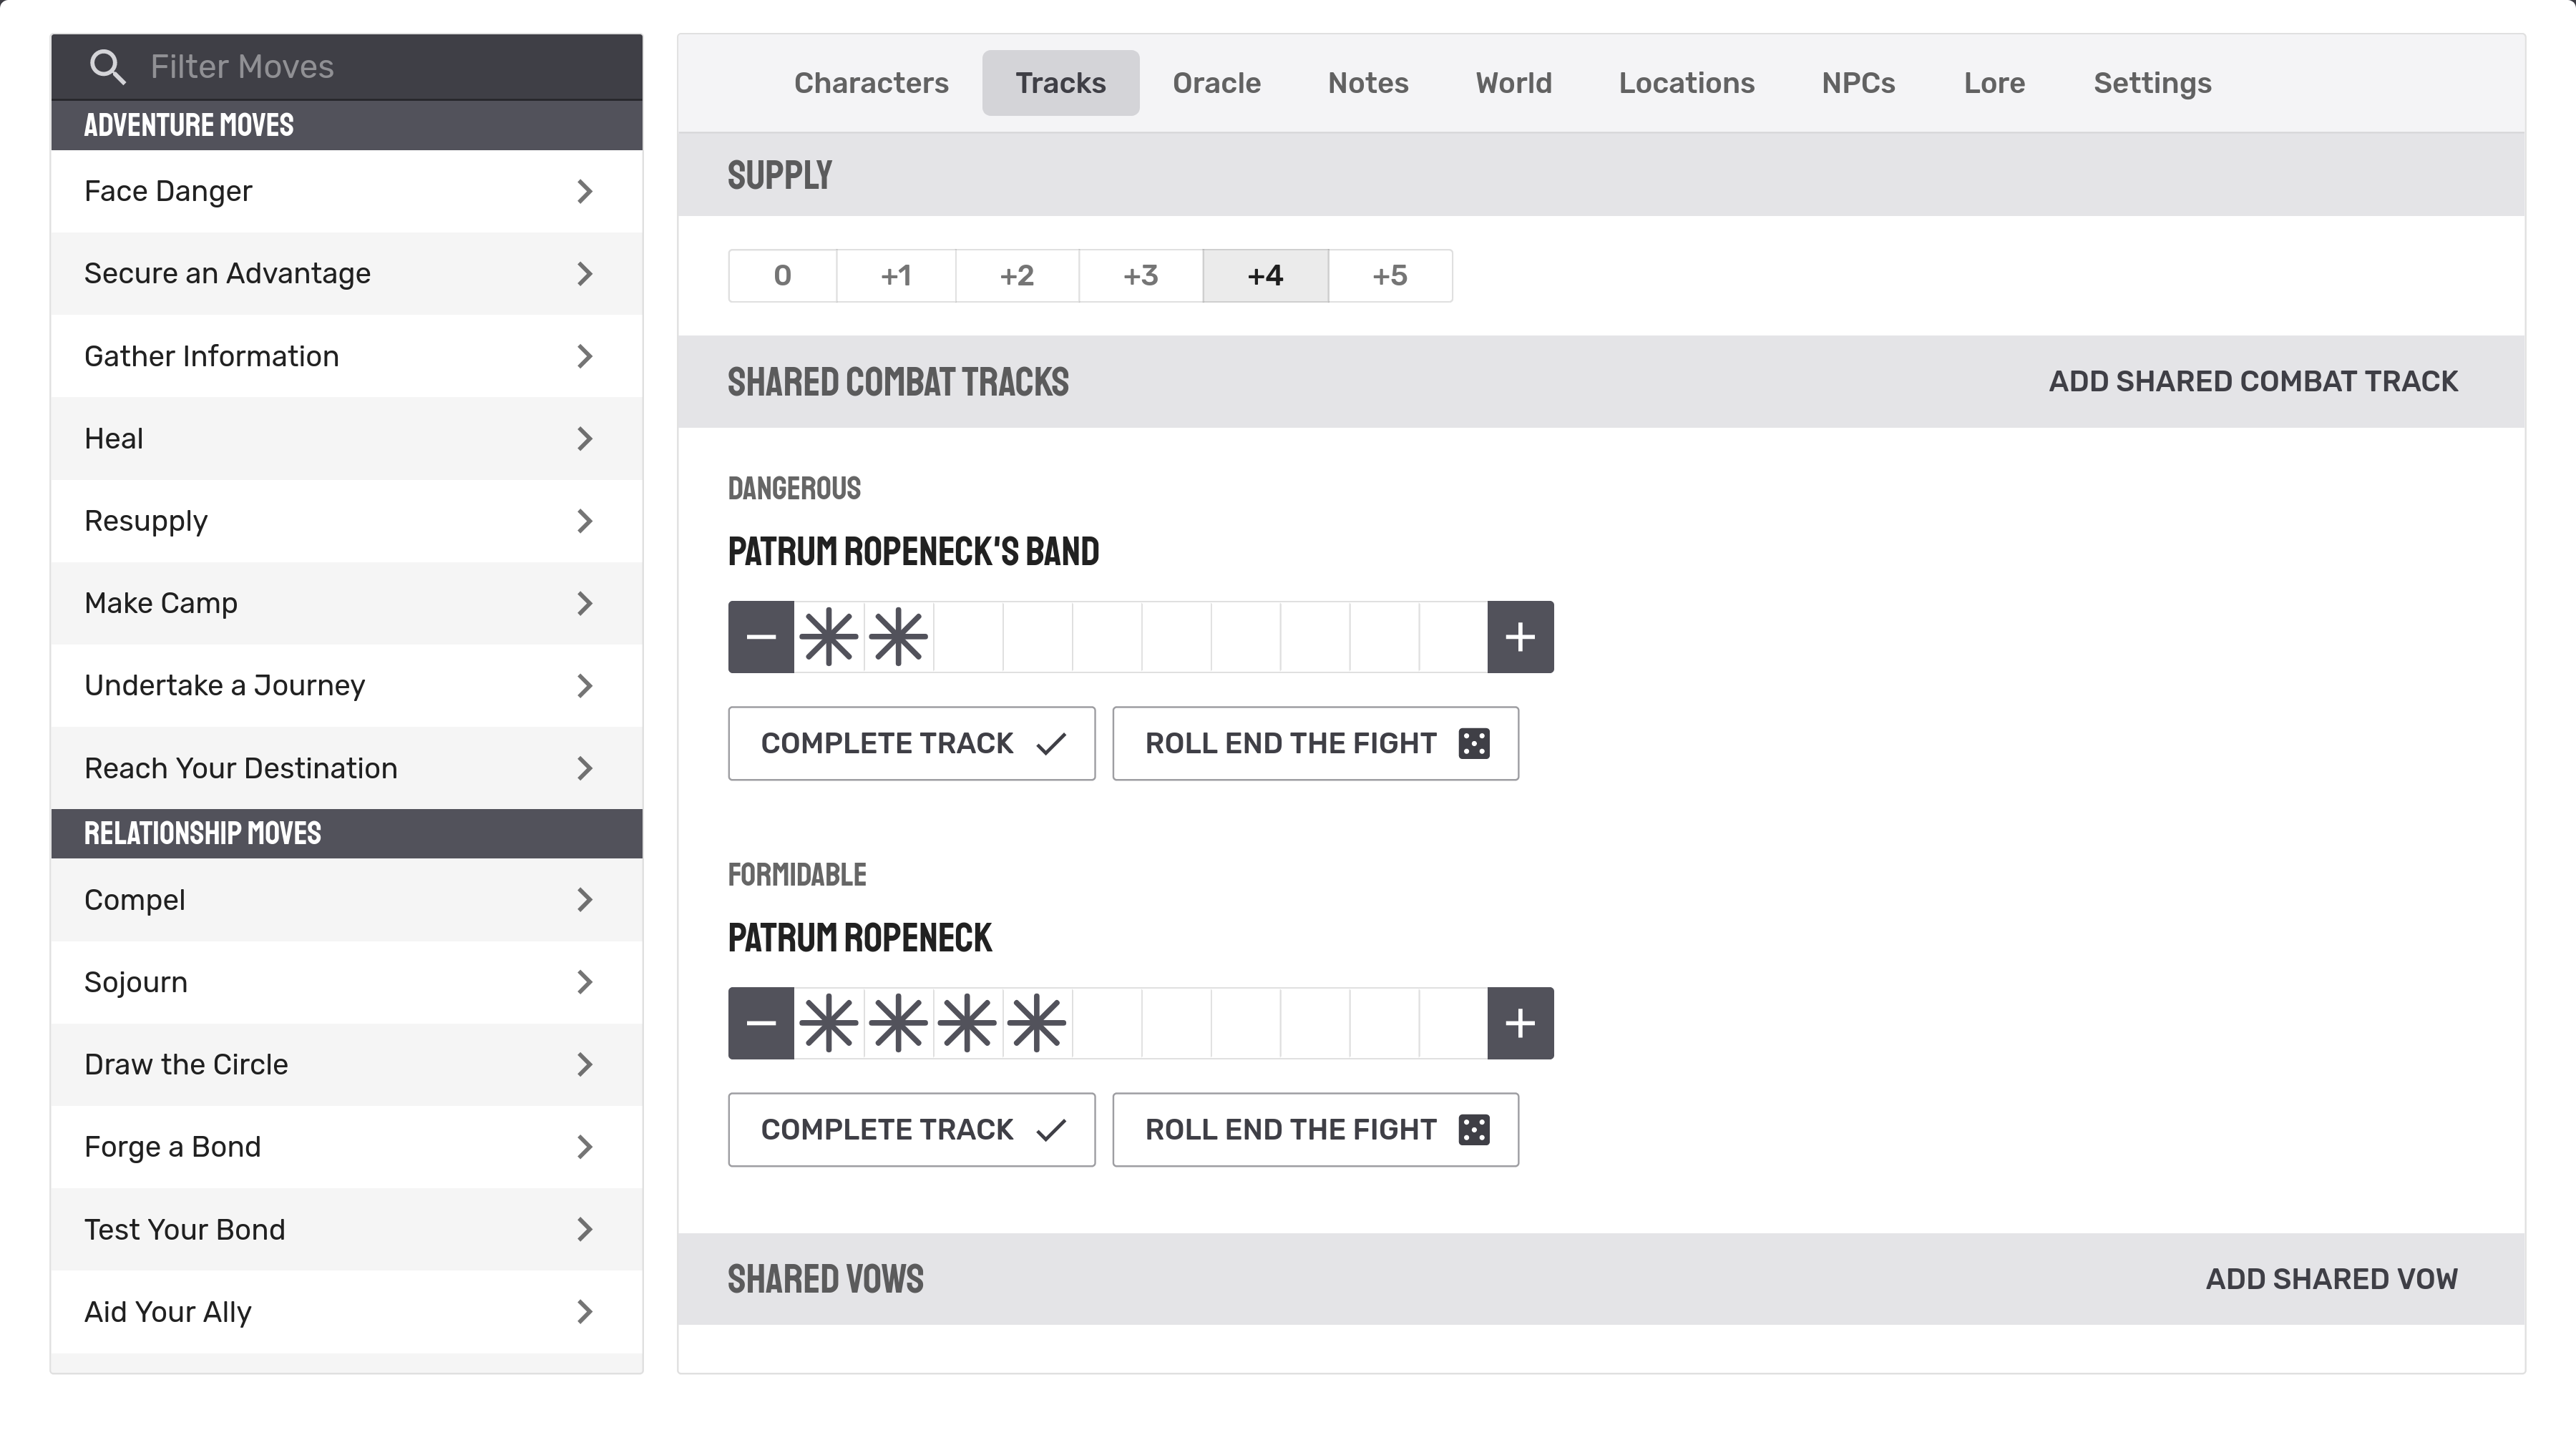 Filter Moves
ADVENTURE MOVES
Face Danger
Secure an Advantage
Gather Information
Heal
Resupply
Make Camp
Undertake a Journey
Reach Your Destination
RELATIONSHIP MOVES
Compel
Sojourn
Draw the Circle
Forge a Bond
Test Your Bond
Aid Your Ally
Characters Tracks Oracle Notes World Locations NPCs Lore Settings
SUPPLY
0 +1 +2 +3 +4 +5
SHARED COMBAT TRACKS ADD SHARED COMBAT TRACK
DANGEROUS
PATRUM ROPENECK'S BAND
COMPLETE TRACK ROLL END THE FIGHT
FORMIDABLE
PATRUM ROPENECK
COMPLETE TRACK ROLL END THE FIGHT
SHARED VOWS ADD SHARED VOW